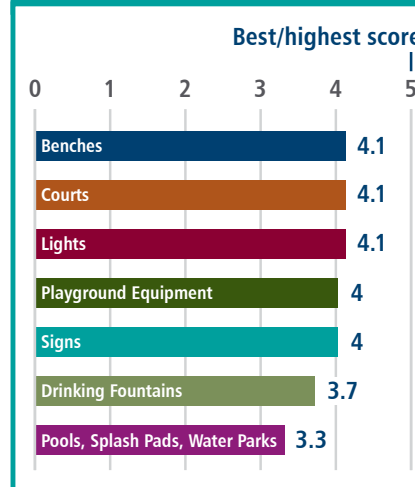 Best/highest score
0 1 2 3 4 5
Benches 4.1
Courts 4.1
Lights 4.1
Playground Equipment 4
Signs 4
Drinking Fountains 3.7
Pools, Splash Pads, Water Parks 3.3